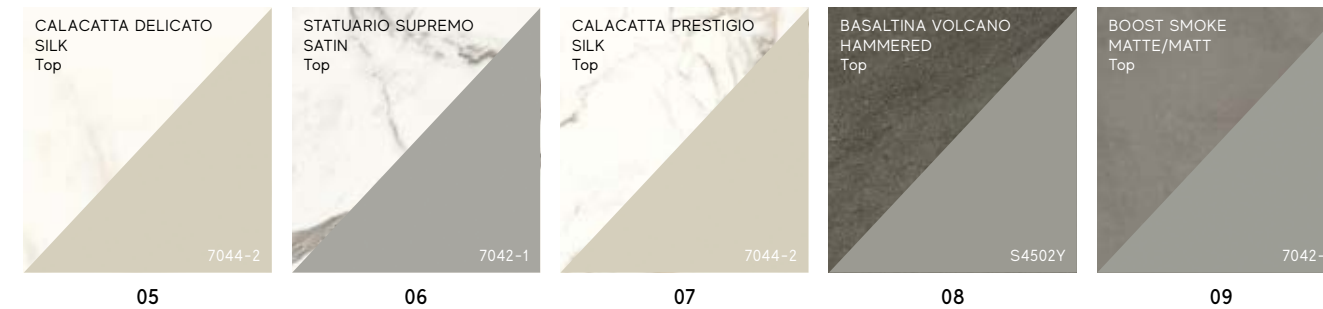 CALACATTA DELICATO
SILK
Top
7044-2
05
STATUARIO SUPREMO
SATIN
Top
7042-1
06
CALACATTA PRESTIGIO
SILK
Top
7044-2
07
BASALTINA VOLCANO
HAMMERED
Top
S4502Y
08
BOOST SMOKE
MATTE/MATT
Top
7042-
09